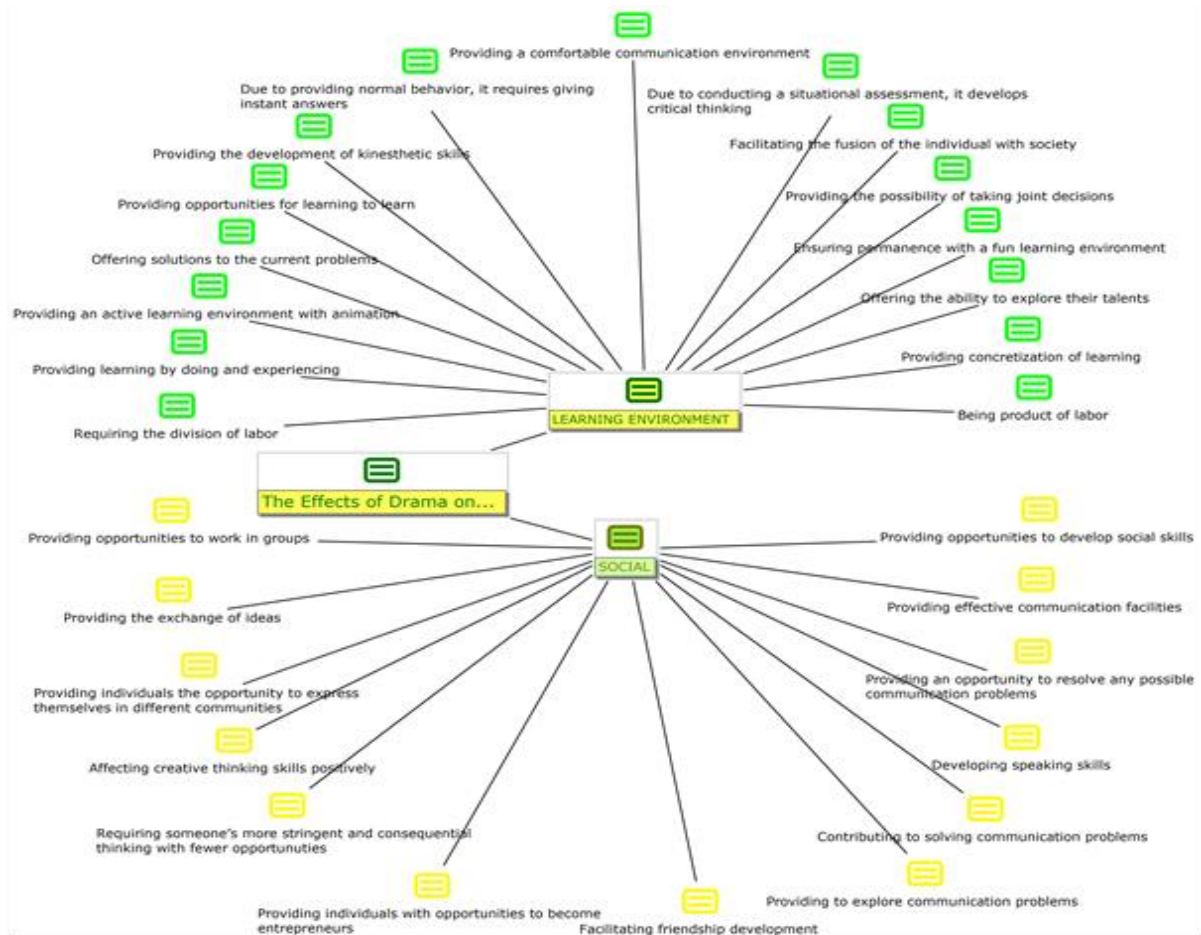 Providing a comfortable communication environment
Due to providing normal behavior, it requires giving
instant answers
Due to conducting a situational assessment, it develops
critical thinking
Providing the development of kinesthetic skills
Facilitating the fusion of the individual with society
Providing opportunities for learning to learn
Providing the possibility of taking joint decisions
Offering solutions to the current problems
Ensuring permanence with a fun learning environment
Providing an active learning environment with animation
Offering the ability to explore their talents
Providing learning by doing and experiencing
Providing concretization of learning
Requiring the division of labor
Being product of labor
LEARNING ENVIRONMENT
The Effects of Drama on...
SOCIAL
Providing opportunities to work in groups
Providing opportunities to develop social skills
Providing the exchange of ideas
Providing effective communication facilities
Providing individuals the opportunity to express
themselves in different communities
Providing an opportunity to resolve any possible
communication problems
Affecting creative thinking skills positively
Developing speaking skills
Requiring someone's more stringent and consequential
thinking with fewer opportunuties
Contributing to solving communication problems
Providing individuals with opportunities to become
entrepreneurs
Providing to explore communication problems
Facilitating friendship development